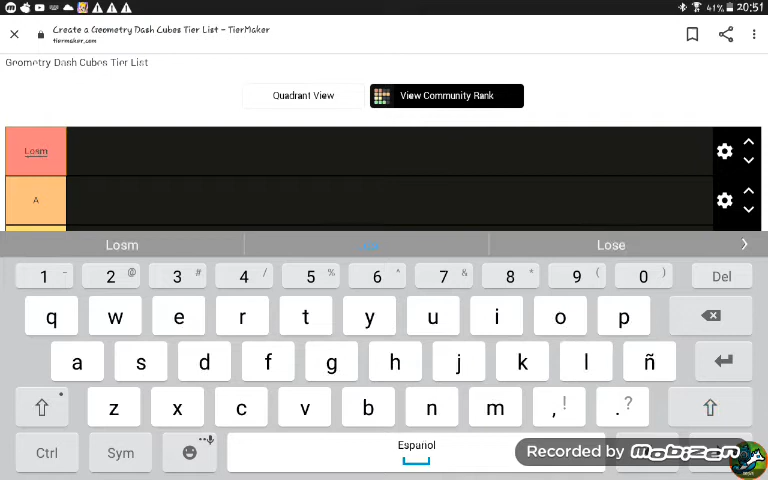 41% 20:51
Create a Geometry Dash Cubes Tier List – TierMaker
tiermaker.com
Geometry Dash Cubes Tier List
Quadrant View
View Community Rank
Losm
A
Losm Lose
1 - 2 @ 3 # 4 / 5 % 6 ^ 7 & 8 * 9 ( 0 ) Del
q w e r t y u i o p
a s d f g h j k l ñ
z x c v b n m , ! . ?
Ctrl Sym Español
Recorded by mobizen